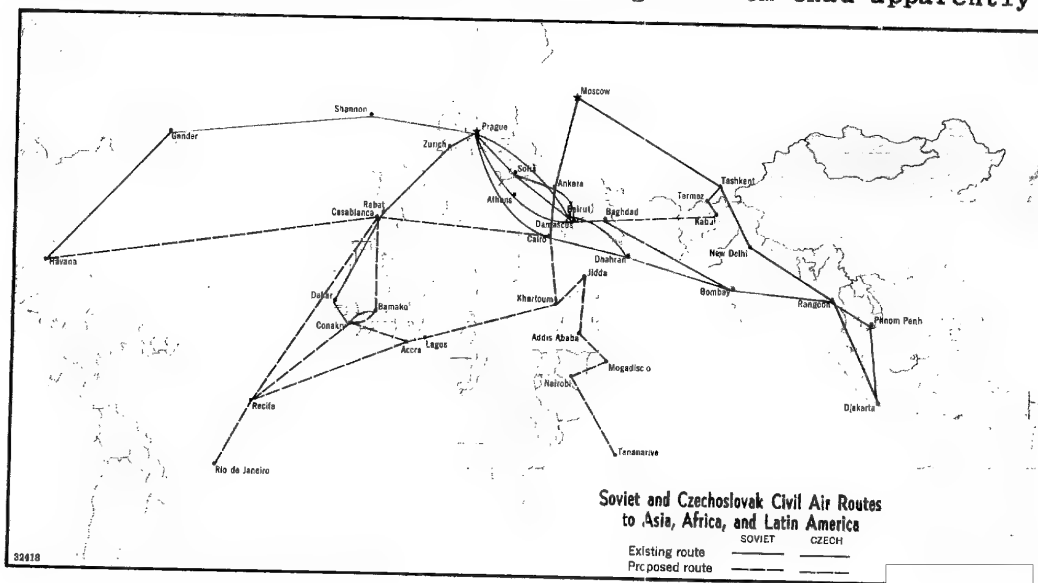 apparently
Moscow
Shannon
Gander
Prague
Zurich
Sofia
Tashkent
Ankara
Termez
Athens
Rabat
Beirut
Baghdad
Casablanca
Kabul
Damascus
Cairo
New Delhi
Havana
Dhahran
Jidda
Bombay
Dakar
Khartoum
Rangoon
Bamako
Conakry
Phnom Penh
Addis Ababa
Accra
Lagos
Mogadiscio
Nairobi
Recife
Djakarta
Tananarive
Rio de Janeiro
Soviet and Czechoslovak Civil Air Routes
to Asia, Africa, and Latin America
SOVIET CZECH
Existing route
Proposed route
32418